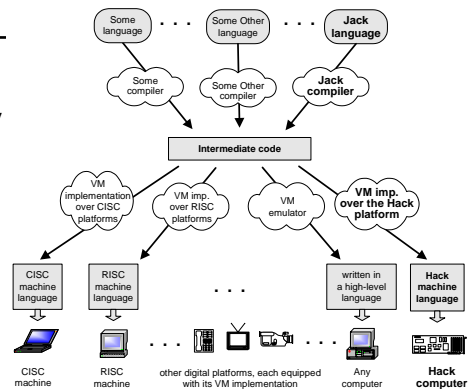 Some
language
. . .
Some Other
language
. . .
Jack
language
Some
compiler
Some Other
compiler
Jack
compiler
Intermediate code
VM
implementation
over CISC
platforms
VM imp.
over RISC
platforms
VM
emulator
VM imp.
over the Hack
platform
CISC
machine
language
RISC
machine
language
. . .
written in
a high-level
language
Hack
machine
language
. . .
. . .
CISC
machine
RISC
machine
other digital platforms, each equipped
with its VM implementation
Any
computer
Hack
computer